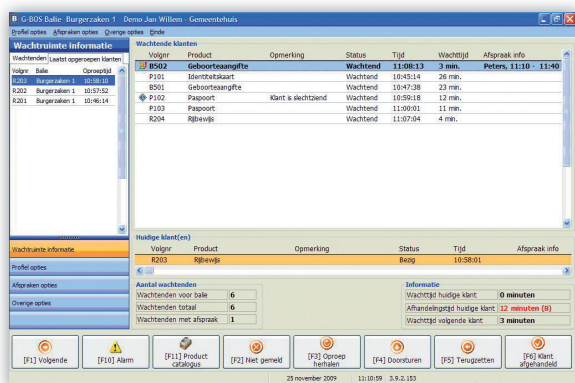 B G-BOS Balie Burgerzaken 1 Demo Jan Willem - Gemeentehuis
Profiel opties Afspraken opties Overige opties Einde
Wachtruimte informatie
Wachtenden Laatst opgeroepen klanten
Volgnr Balie Oproeptijd
R203 Burgerzaken 1 10:58:10
R202 Burgerzaken 1 10:57:52
R201 Burgerzaken 1 10:46:14
Wachtruimte informatie
Profiel opties
Afspraken opties
Overige opties
Wachtende klanten
Volgnr Product Opmerking Status Tijd Wachttijd Afspraak info
B502 Geboorteaangifte Wachtend 11:08:13 3 min. Peters, 11:10 - 11:40
P101 Identiteitskaart Wachtend 10:45:14 26 min.
B501 Geboorteaangifte Wachtend 10:47:38 23 min.
P102 Paspoort Klant is slechtziend Wachtend 10:59:18 12 min.
P103 Paspoort Wachtend 11:00:01 11 min.
R204 Rijbewijs Wachtend 11:07:04 4 min.
Huidige klant(en)
Volgnr Product Opmerking Status Tijd Afspraak info
R203 Rijbewijs Bezig 10:58:01
Aantal wachtenden
Wachtenden voor balie 6
Wachtenden totaal 6
Wachtenden met afspraak 1
Informatie
Wachttijd huidige klant 0 minuten
Afhandelingstijd huidige klant 12 minuten (8)
Wachttijd volgende klant 3 minuten
[F1] Volgende
[F10] Alarm
[F11] Product catalogus
[F2] Niet gemeld
[F3] Oproep herhalen
[F4] Doorsturen
[F5] Terugzetten
[F6] Klant afgehandeld
25 november 2009 11:10:59 3.9.2.153